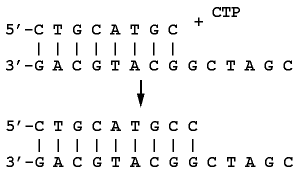 5′-C T G C A T G C + CTP
3′-G A C G T A C G G C T A G C
5′-C T G C A T G C C
3′-G A C G T A C G G C T A G C